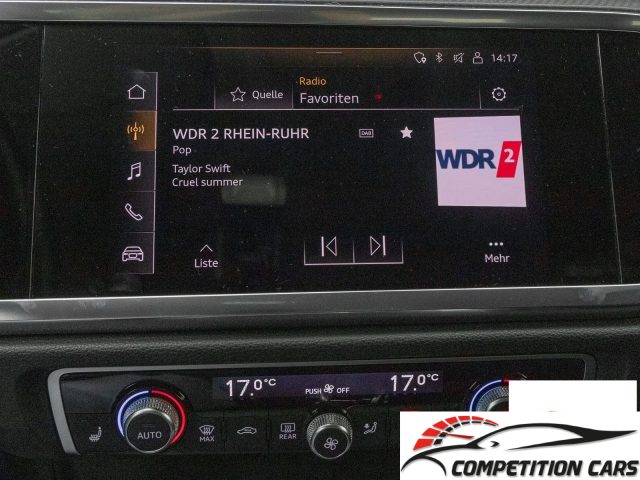 14:17
Radio
Quelle
Favoriten
WDR 2 RHEIN-RUHR
DAB
Pop
Taylor Swift
Cruel summer
WDR 2
Liste
Mehr
17.0°C
PUSH OFF
17.0°C
AUTO
MAX
REAR
COMPETITION CARS